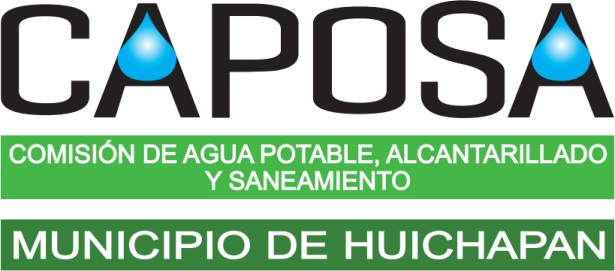 CAPOSA
COMISIÓN DE AGUA POTABLE, ALCANTARILLADO
Y SANEAMIENTO
MUNICIPIO DE HUICHAPAN